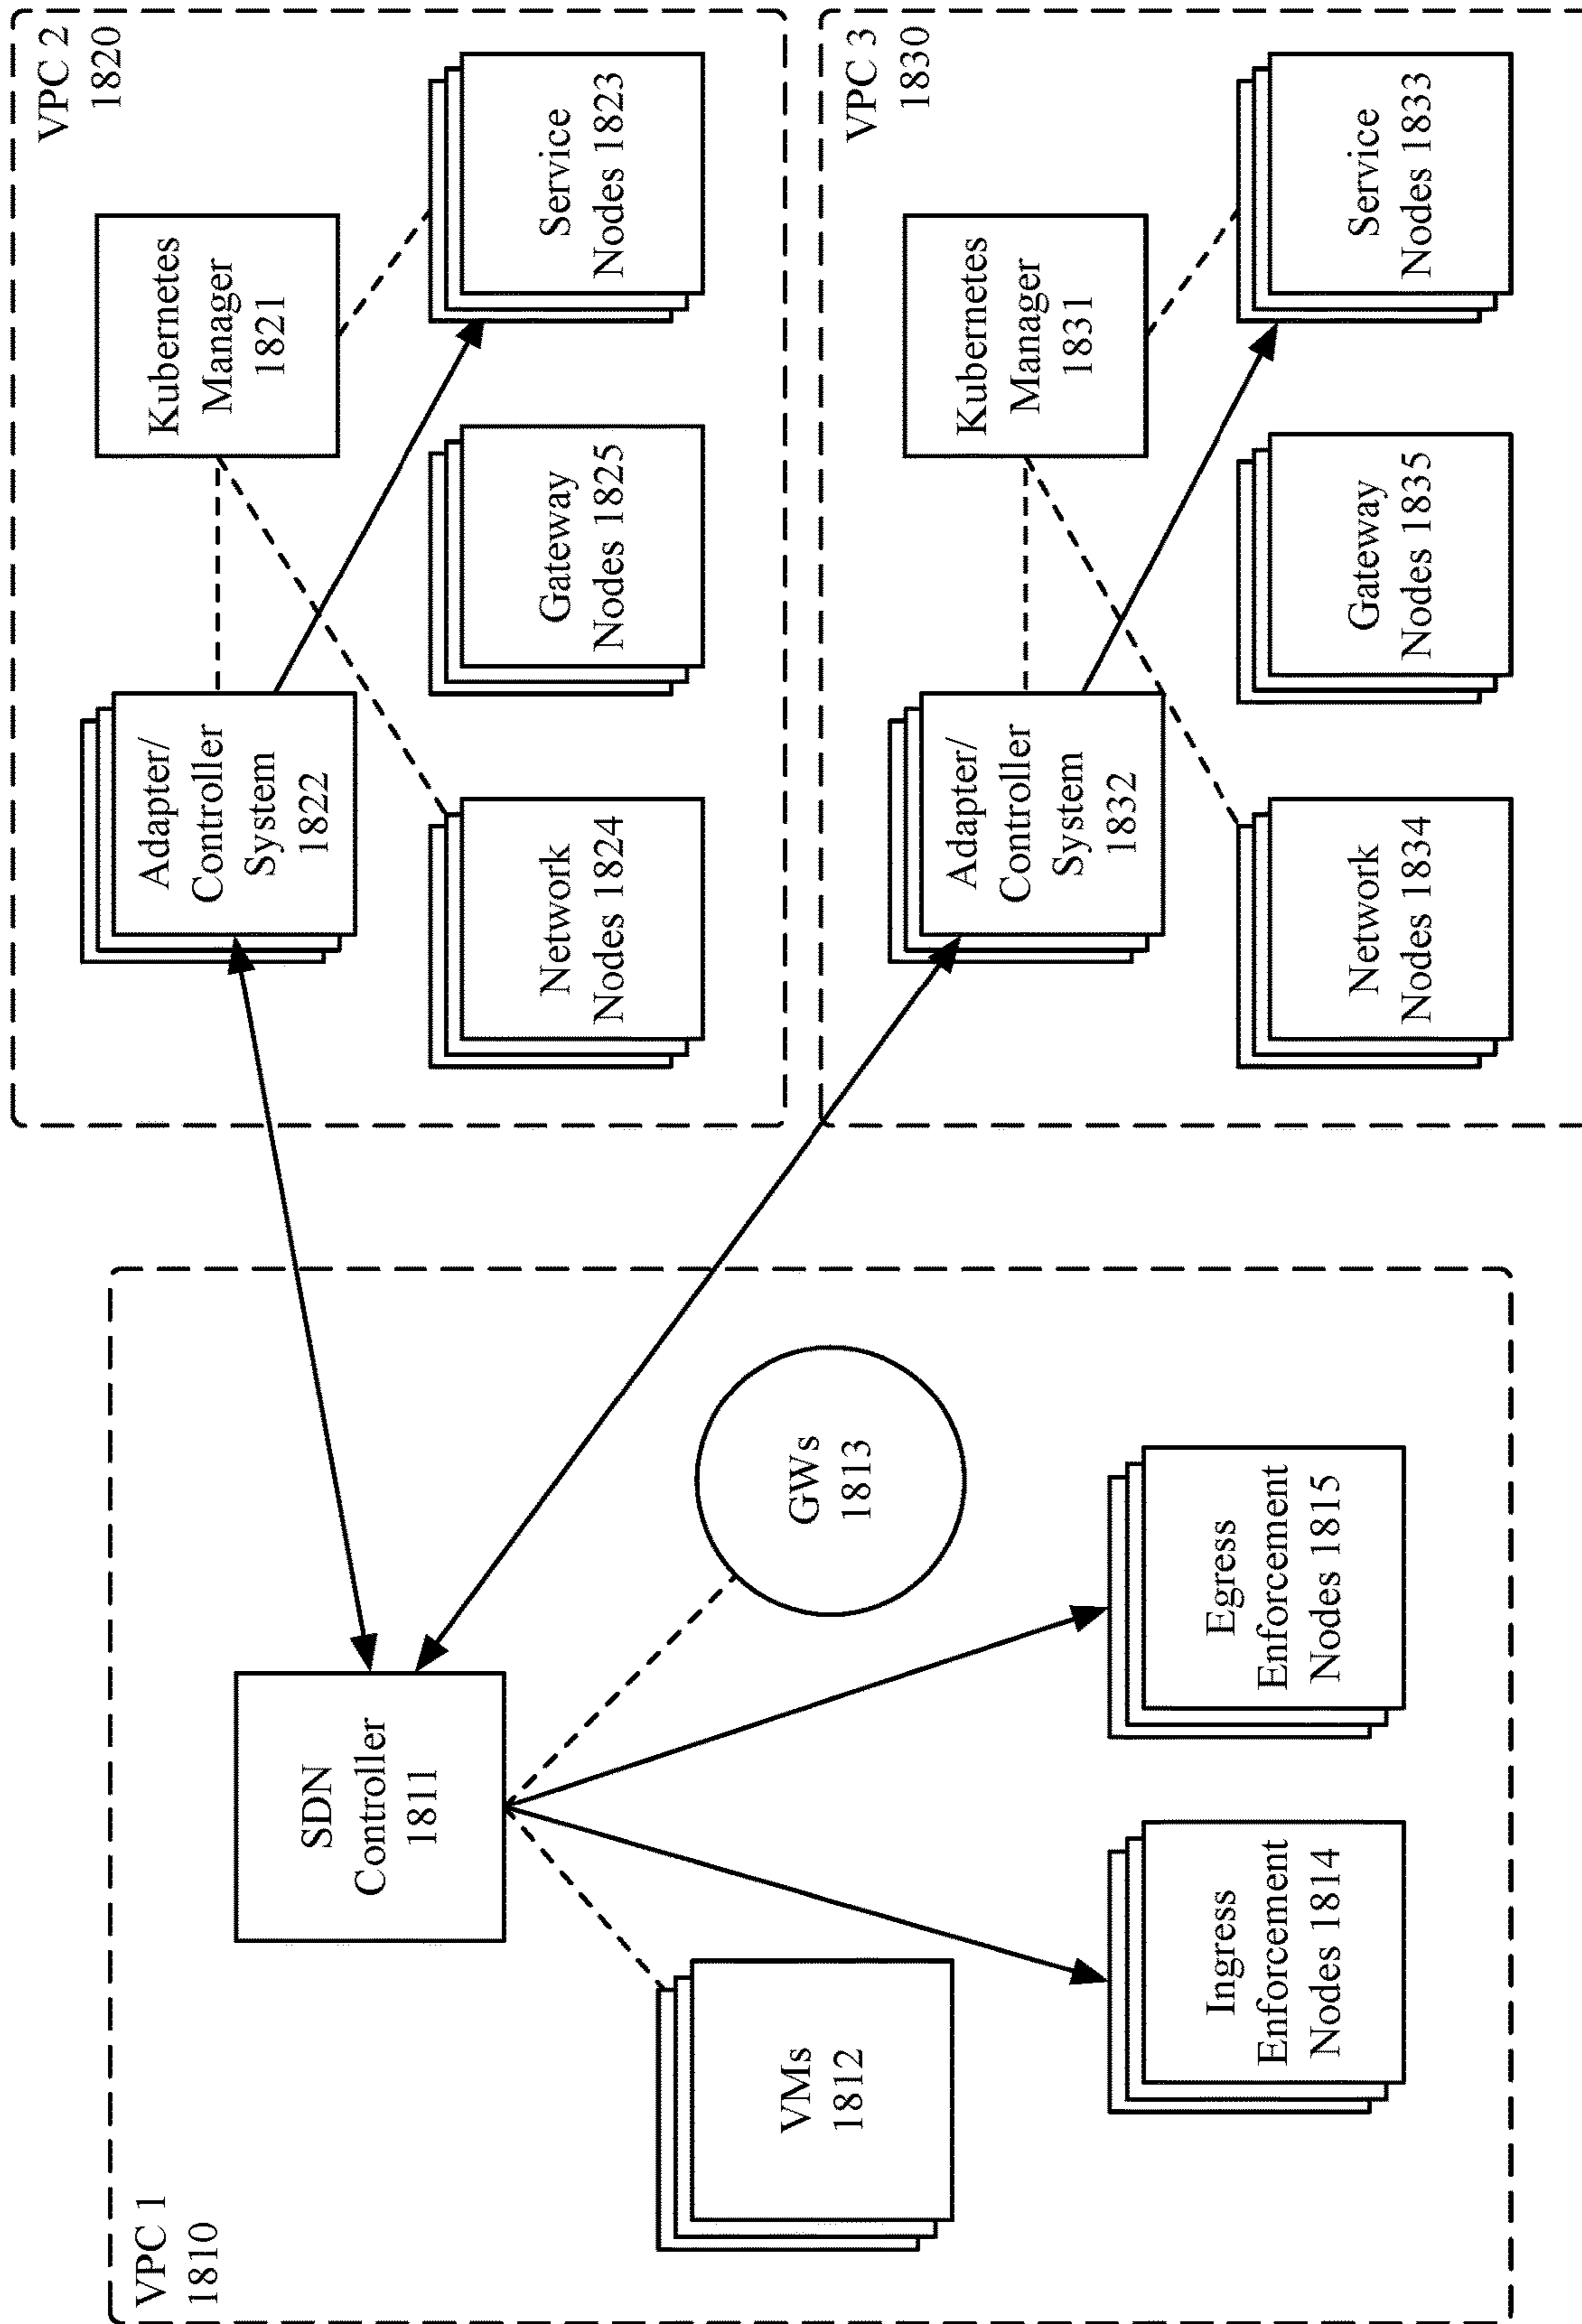 VPC 1
1810
SDN
Controller
1811
VMs
1812
GWs
1813
Ingress
Enforcement
Nodes 1814
Egress
Enforcement
Nodes 1815
VPC 2
1820
Adapter/
Controller
System
1822
Kubernetes
Manager
1821
Network
Nodes 1824
Gateway
Nodes 1825
Service
Nodes 1823
VPC 3
1830
Adapter/
Controller
System
1832
Kubernetes
Manager
1831
Network
Nodes 1834
Gateway
Nodes 1835
Service
Nodes 1833